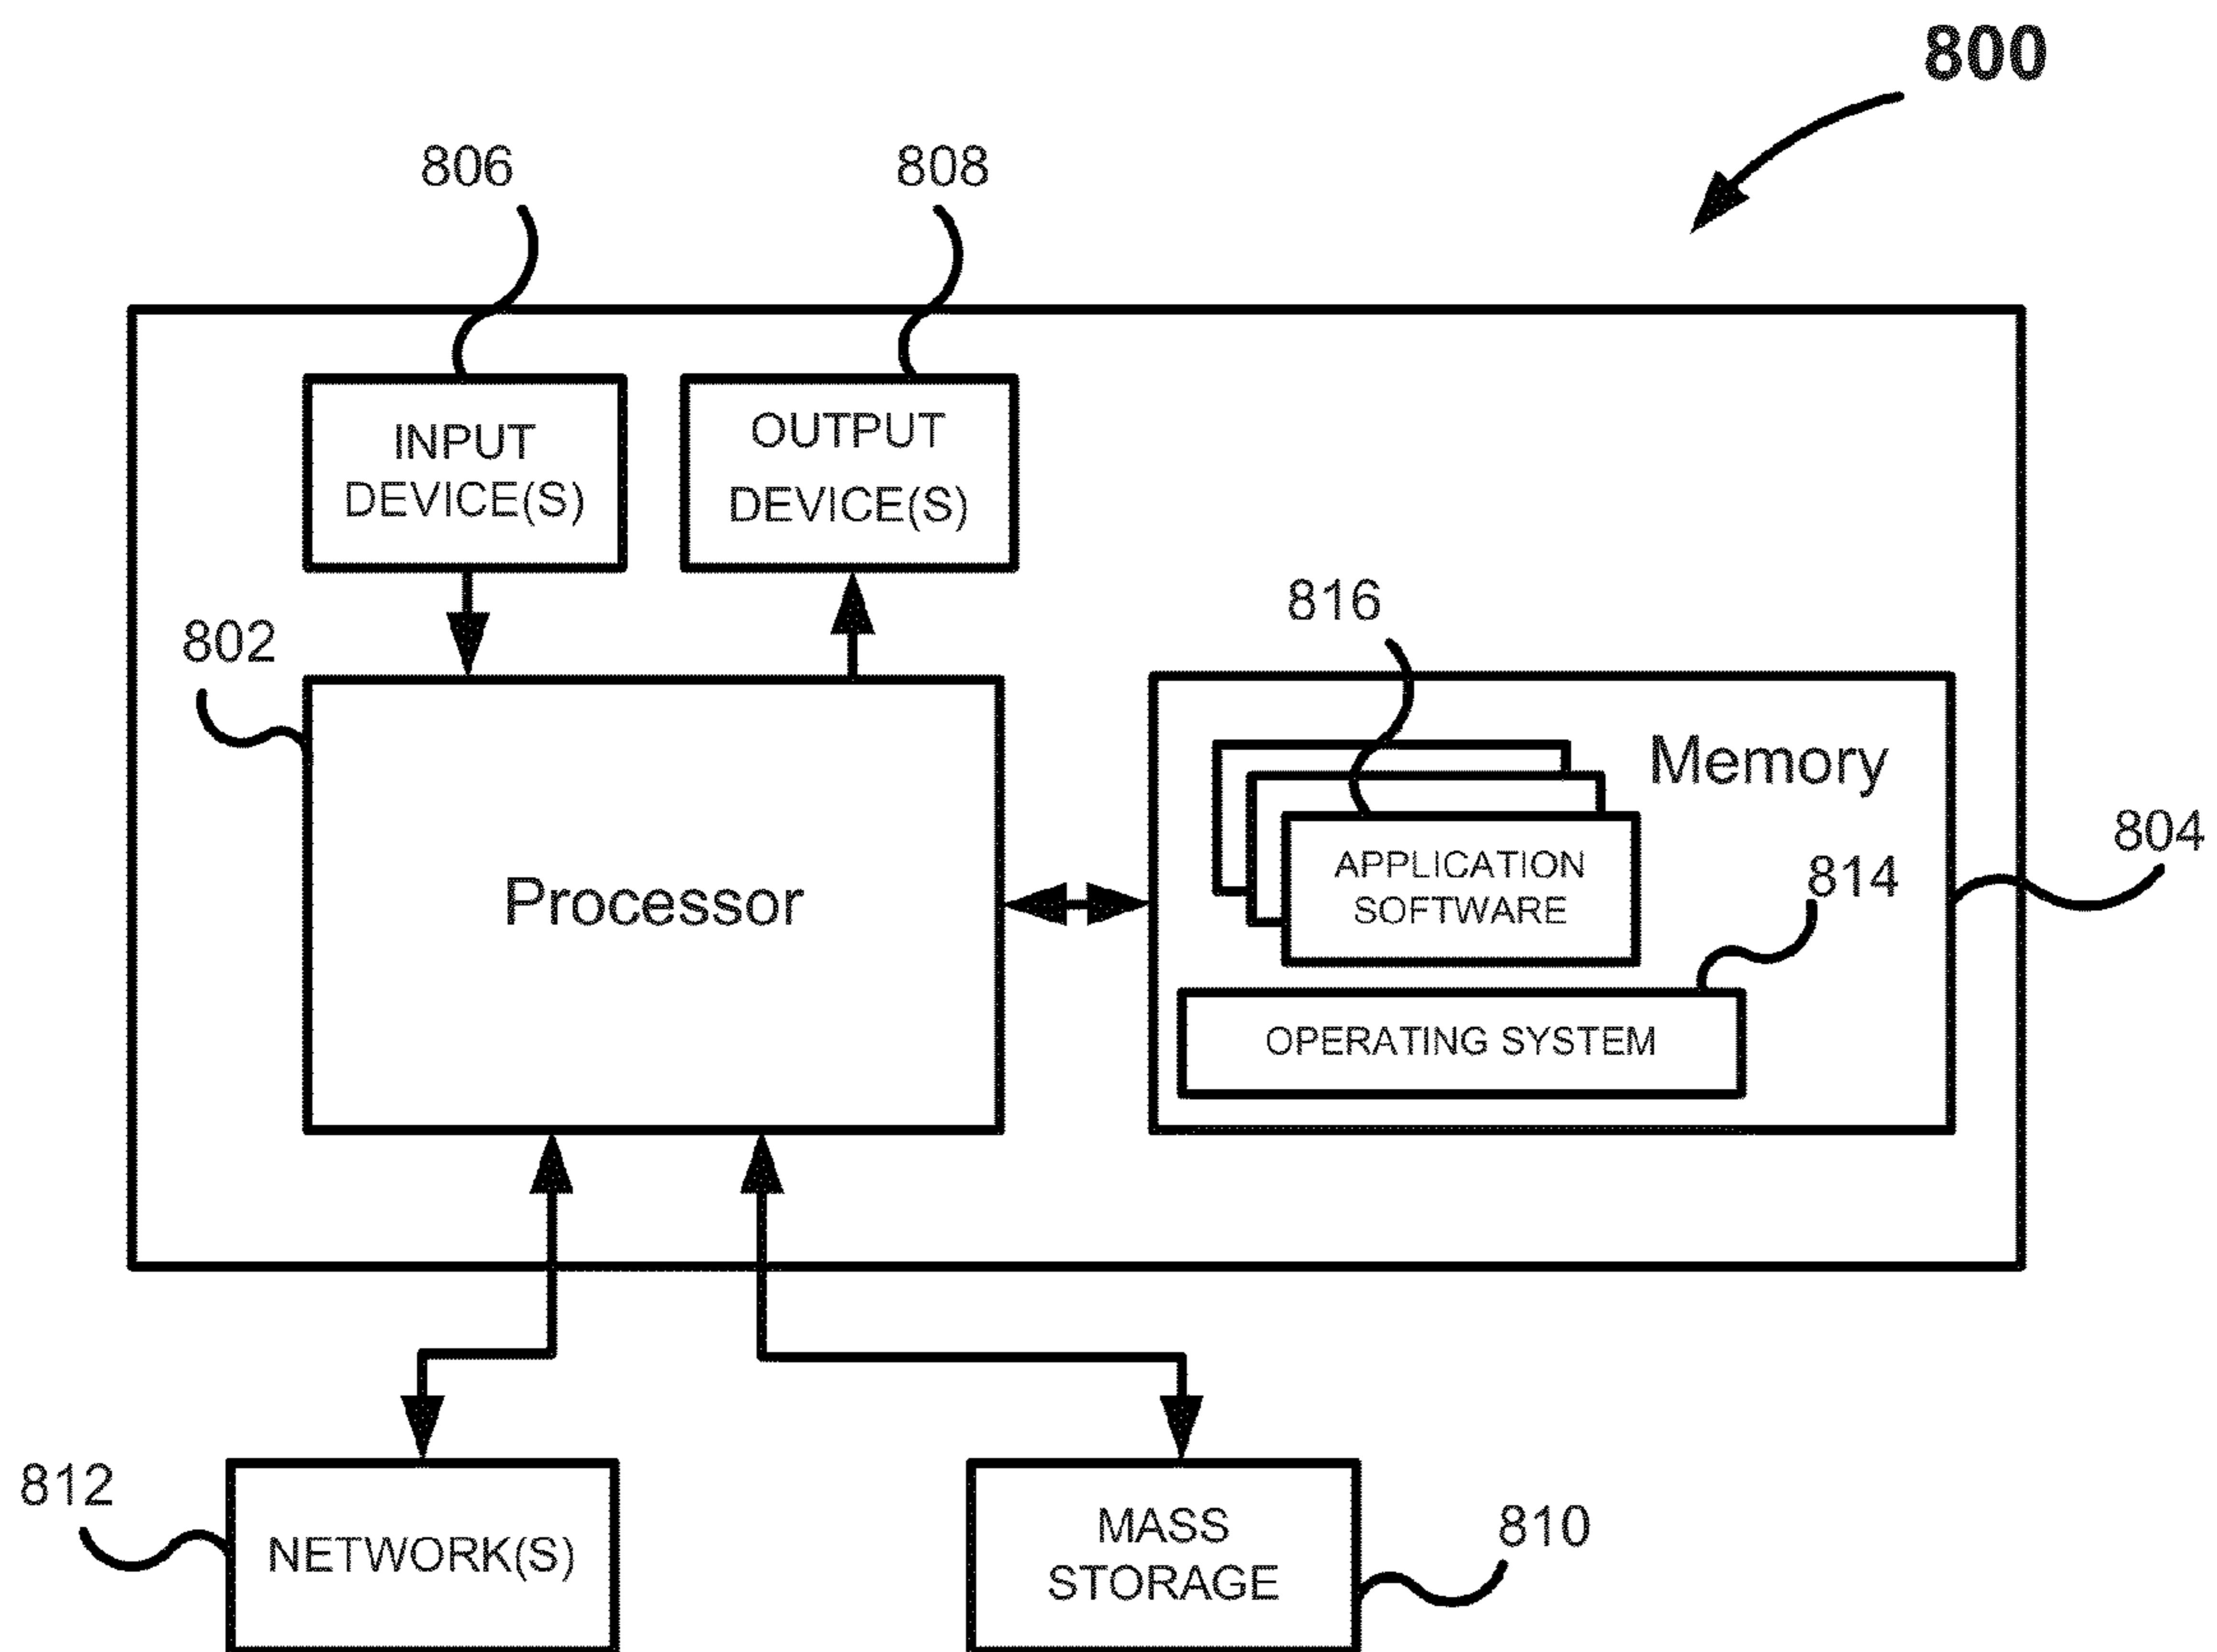 800
806
808
INPUT
DEVICE(S)
OUTPUT
DEVICE(S)
802
816
Processor
Memory
APPLICATION
SOFTWARE
804
814
OPERATING SYSTEM
812
NETWORK(S)
MASS
STORAGE
810